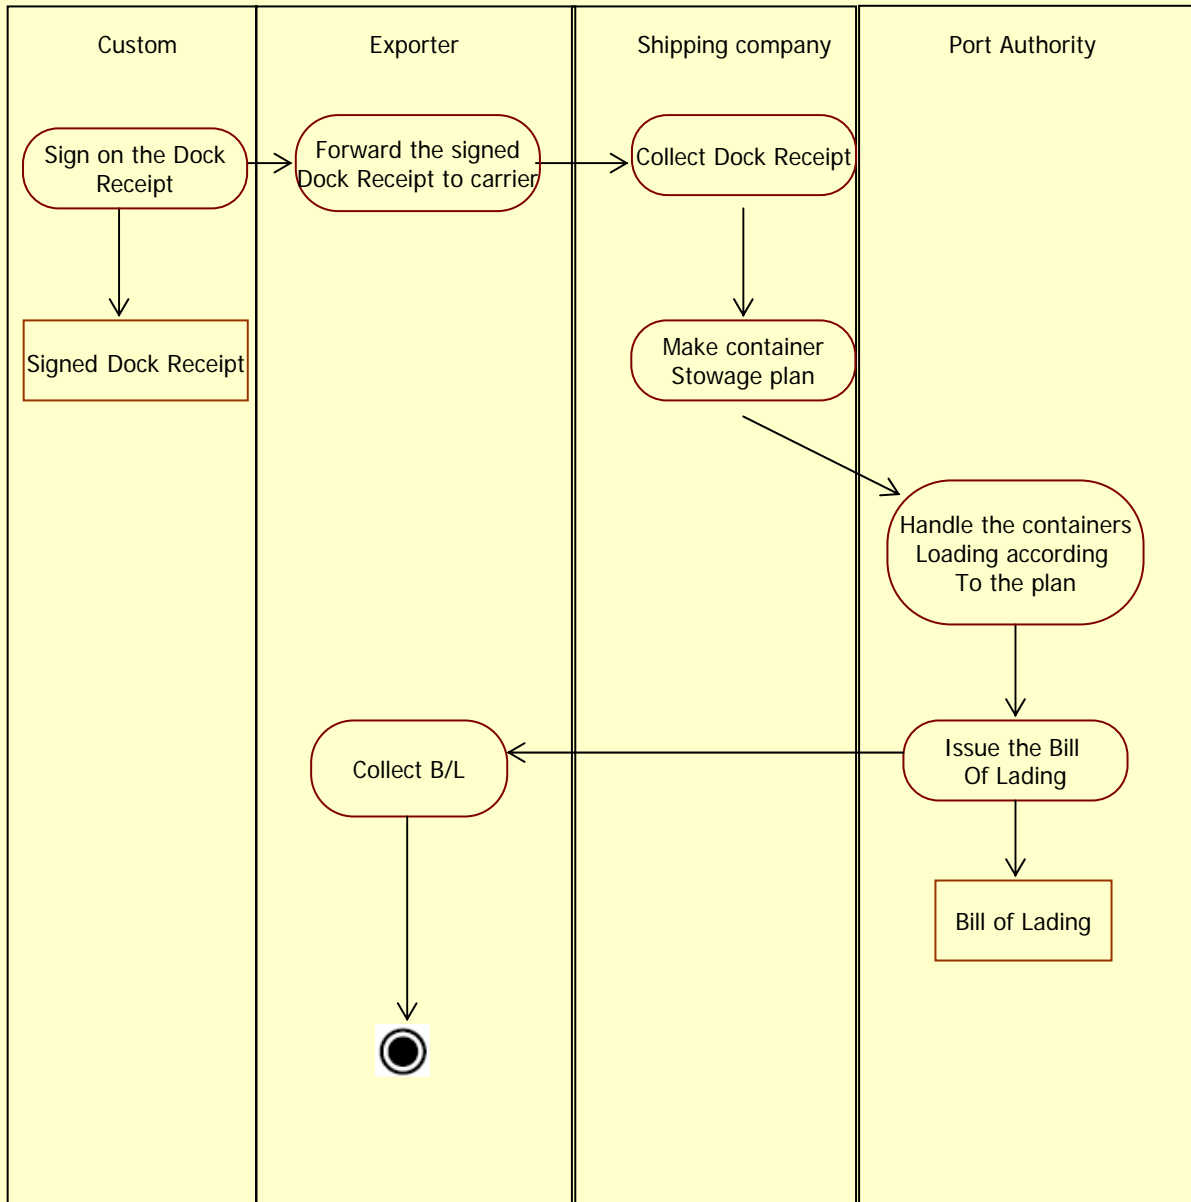 Custom
Exporter
Shipping company
Port Authority
Sign on the Dock
Receipt
Forward the signed
Dock Receipt to carrier
Collect Dock Receipt
Signed Dock Receipt
Make container
Stowage plan
Handle the containers
Loading according
To the plan
Collect B/L
Issue the Bill
Of Lading
Bill of Lading